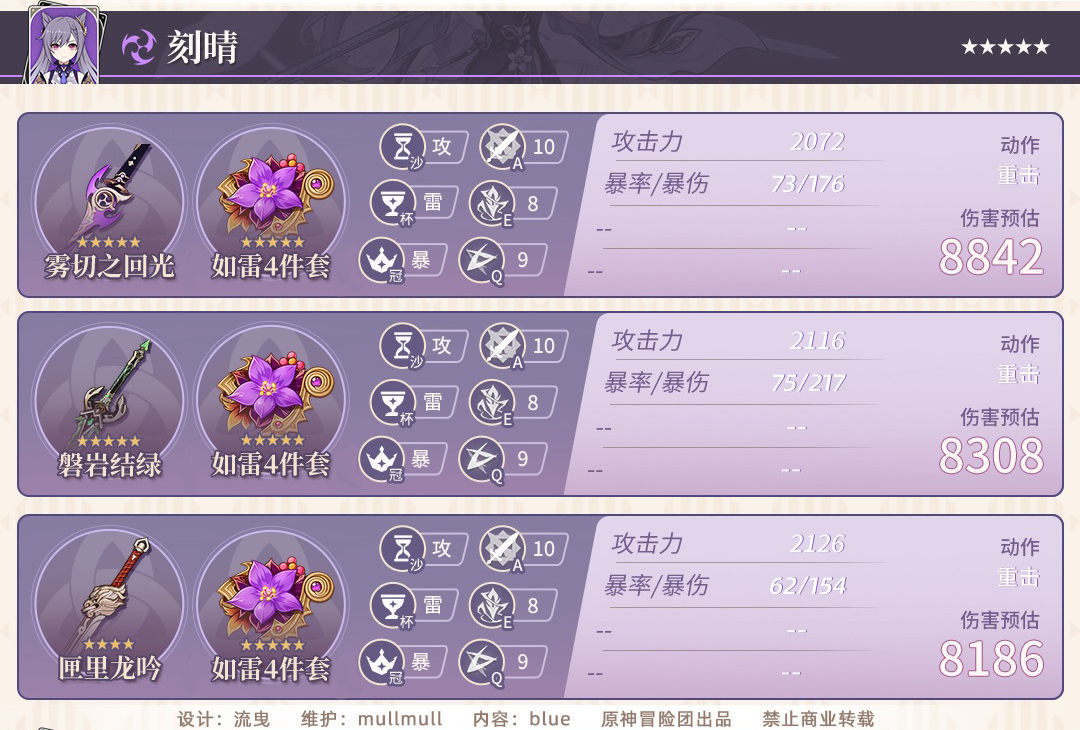 刻晴
★★★★★
攻击力 2072
动作
沙 攻 A 10
暴率/暴伤 73/176
重击
杯 雷 E 8
-- --
伤害预估
★★★★★ ★★★★★
雾切之回光 如雷4件套
冠 暴 Q 9
-- --
8842
攻击力 2116
动作
沙 攻 A 10
暴率/暴伤 75/217
重击
杯 雷 E 8
-- --
伤害预估
★★★★★ ★★★★★
磐岩结绿 如雷4件套
冠 暴 Q 9
-- --
8308
攻击力 2126
动作
沙 攻 A 10
暴率/暴伤 62/154
重击
杯 雷 E 8
-- --
伤害预估
★★★★ ★★★★★
匣里龙吟 如雷4件套
冠 暴 Q 9
-- --
8186
设计：流曳 维护：mullmull 内容：blue 原神冒险团出品 禁止商业转载